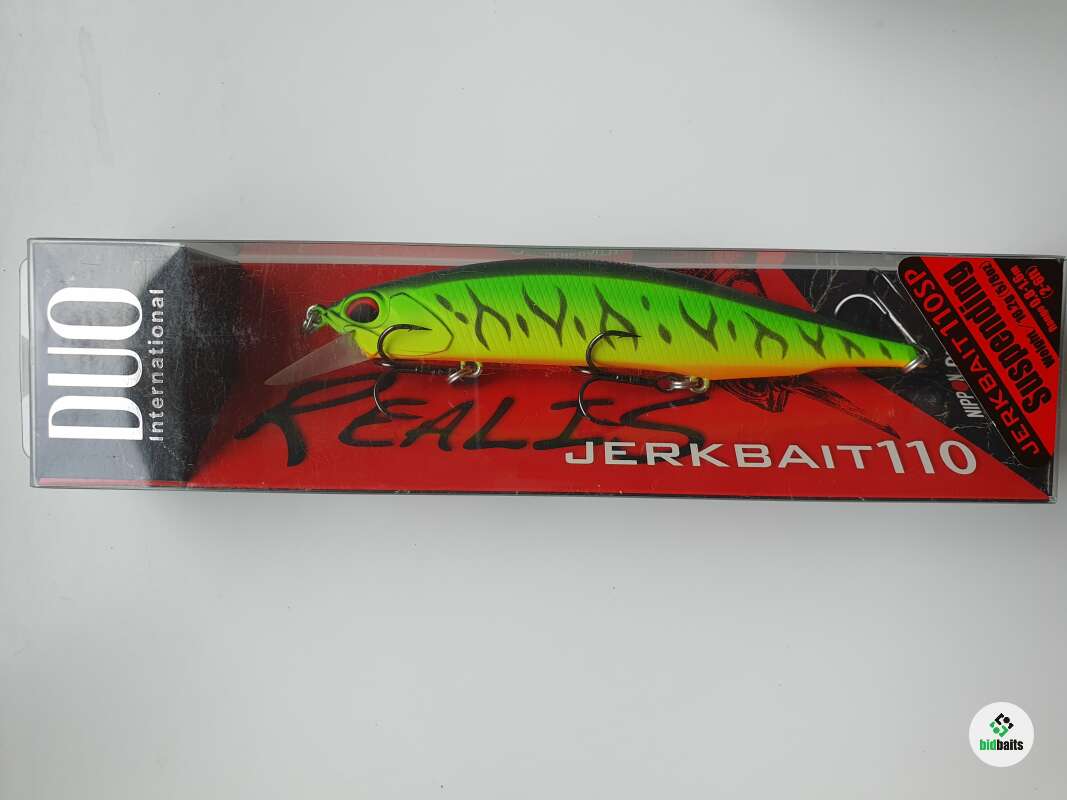 DUO
International
REALIS
JERKBAIT110
JERKBAIT 110SP
Suspending
bidbaits